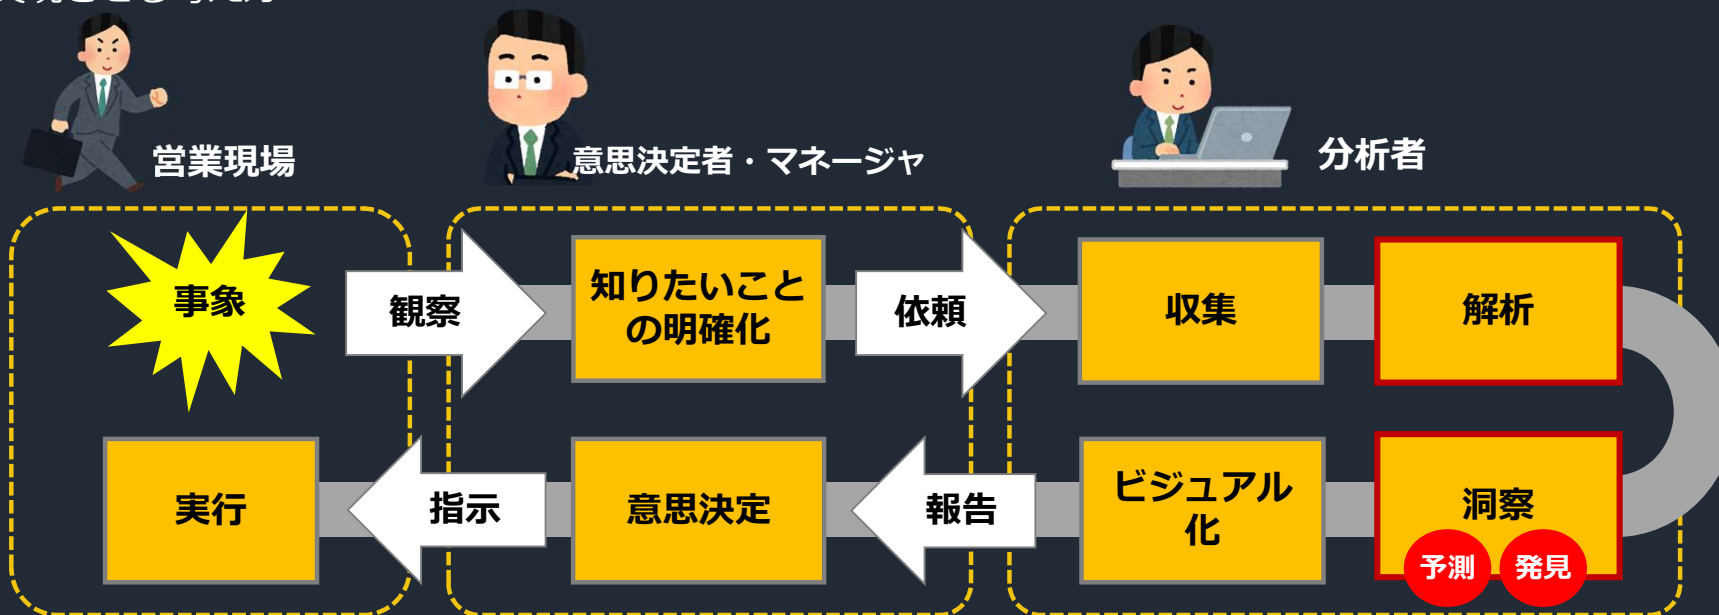 営業現場
意思決定者・マネージャ
分析者
事象
観察
知りたいこと
の明確化
依頼
収集
解析
実行
指示
意思決定
報告
ビジュアル
化
洞察
予測
発見